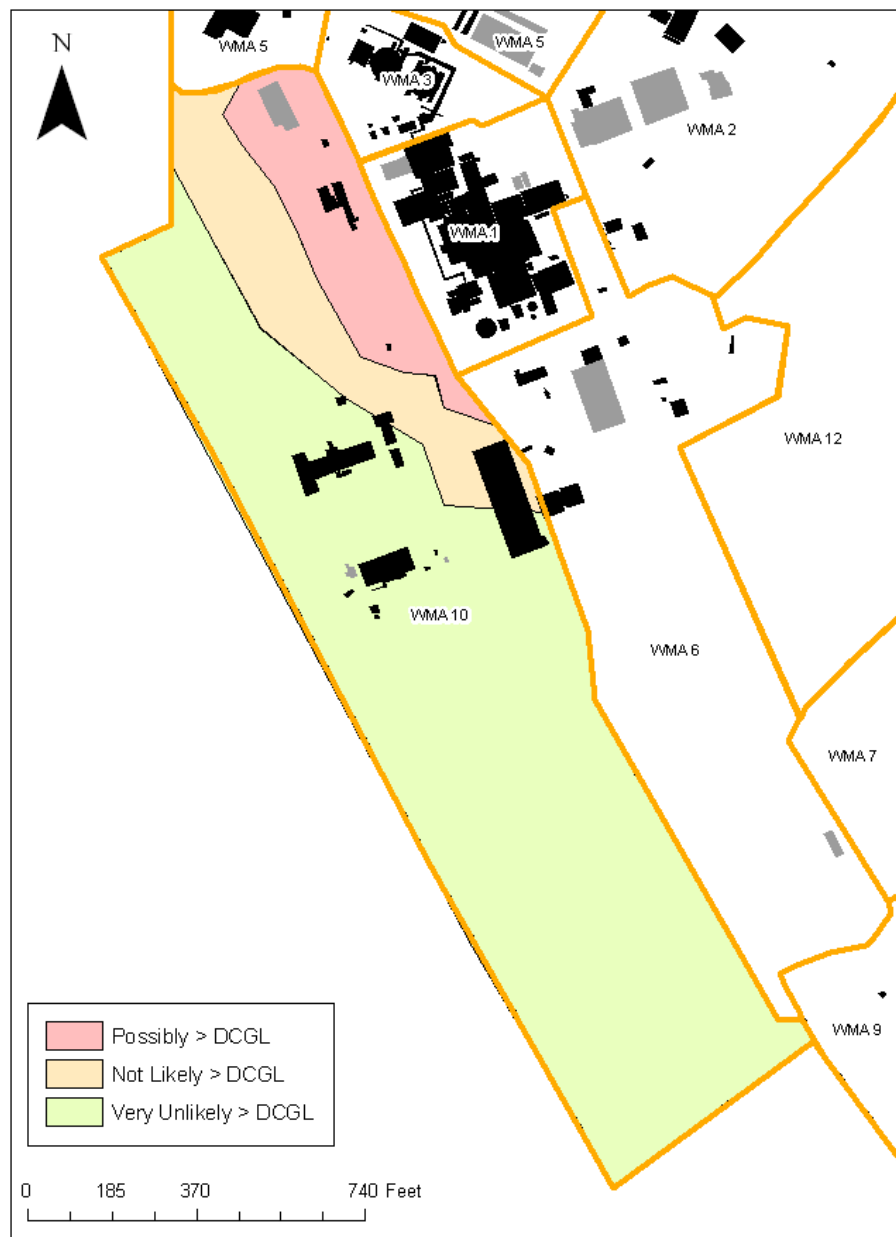 N
WMA 5
WMA 5
WMA 3
WMA 2
WMA 1
WMA 12
WMA 10
WMA 6
WMA 7
WMA 9
Possibly > DCGL
Not Likely > DCGL
Very Unlikely > DCGL
0 185 370 740 Feet